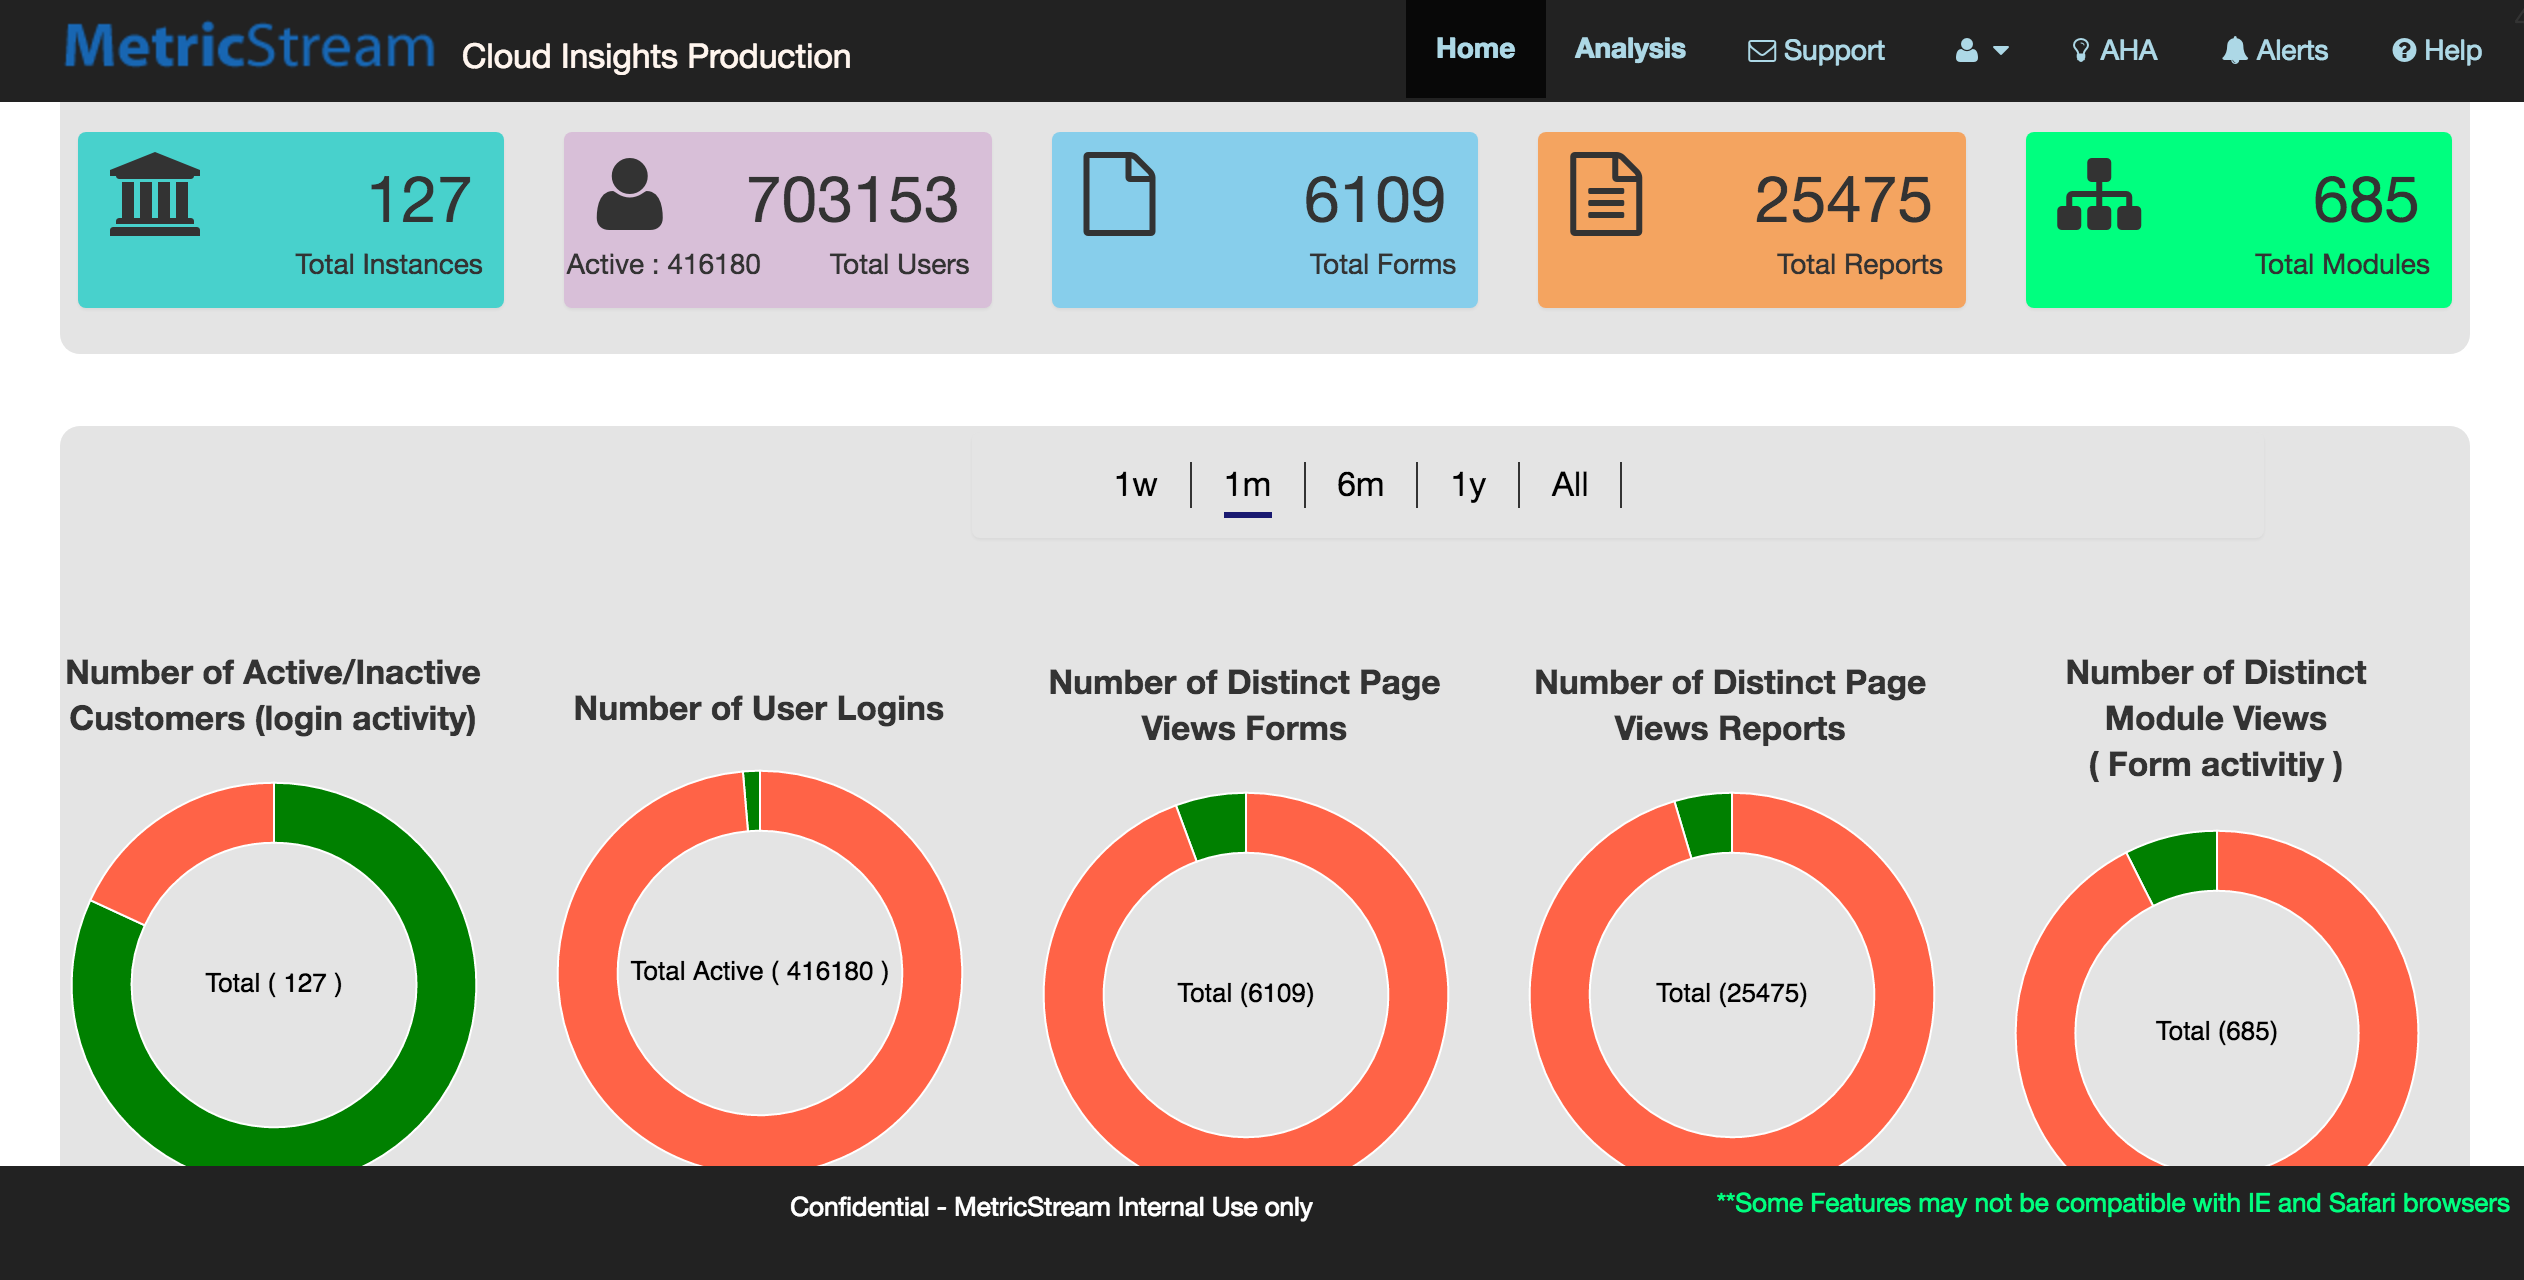 MetricStream Cloud Insights Production
Home Analysis Support AHA Alerts Help
127
Total Instances
703153
Active : 416180 Total Users
6109
Total Forms
25475
Total Reports
685
Total Modules
1w 1m 6m 1y All
Number of Active/Inactive
Customers (login activity)
Total ( 127 )
Number of User Logins
Total Active ( 416180 )
Number of Distinct Page
Views Forms
Total (6109)
Number of Distinct Page
Views Reports
Total (25475)
Number of Distinct
Module Views
( Form activitiy )
Total (685)
Confidential - MetricStream Internal Use only
**Some Features may not be compatible with IE and Safari browsers